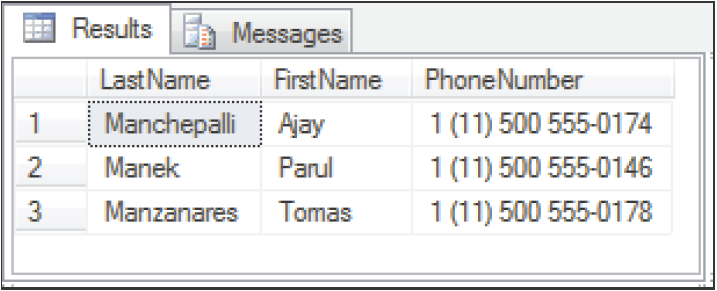 Results Messages
LastName FirstName PhoneNumber
1 Manchepalli Ajay 1 (11) 500 555-0174
2 Manek Parul 1 (11) 500 555-0146
3 Manzanares Tomas 1 (11) 500 555-0178